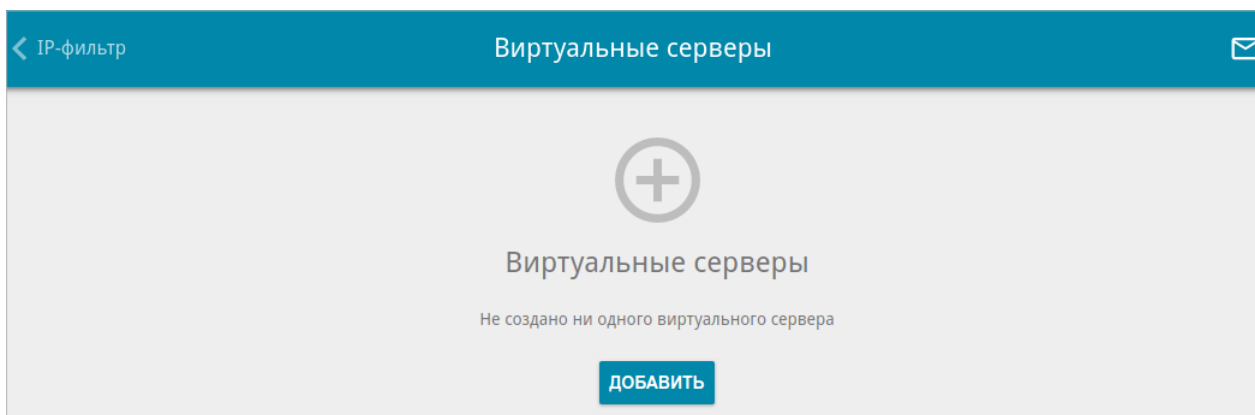 IP-фильтр
Виртуальные серверы
Виртуальные серверы
Не создано ни одного виртуального сервера
ДОБАВИТЬ